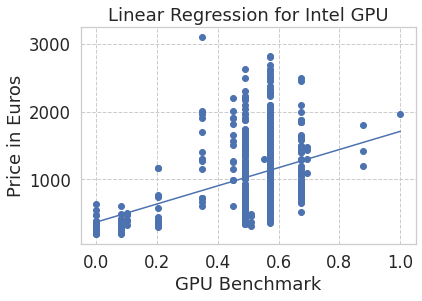 Linear Regression for Intel GPU
Price in Euros
3000
2000
1000
0.0 0.2 0.4 0.6 0.8 1.0
GPU Benchmark